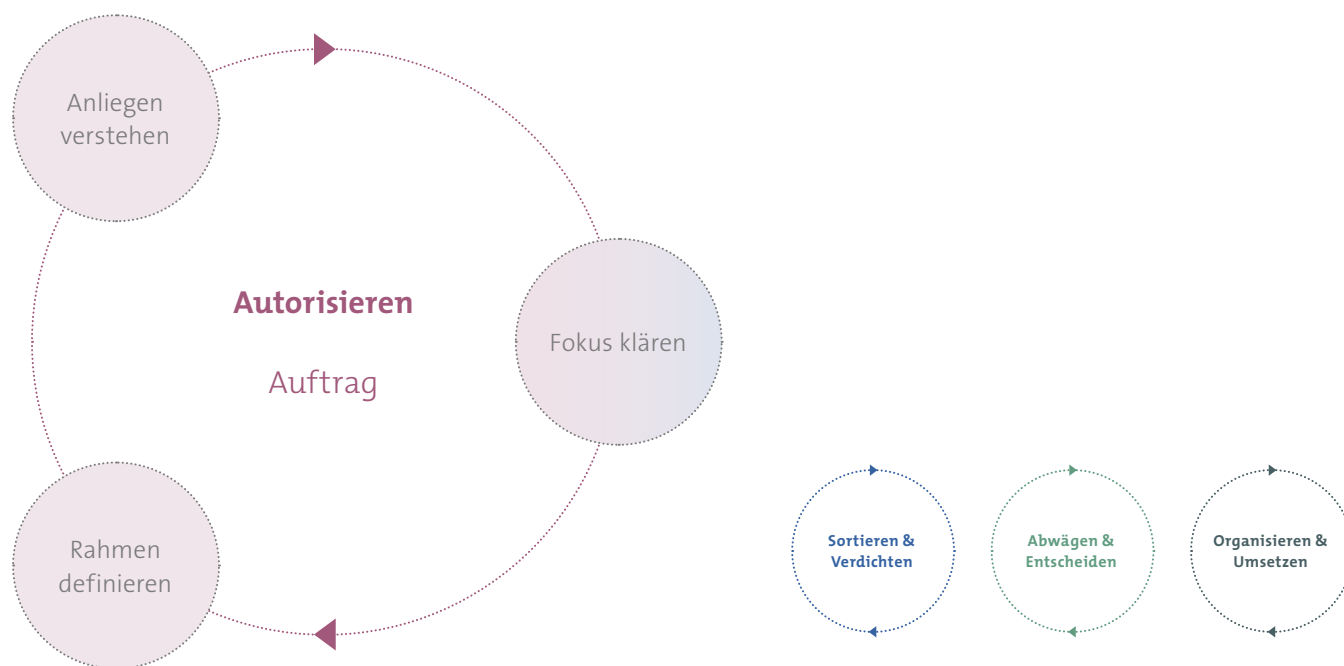 Anliegen
verstehen
Autorisieren
Auftrag
Fokus klären
Rahmen
definieren
Sortieren &
Verdichten
Abwägen &
Entscheiden
Organisieren &
Umsetzen